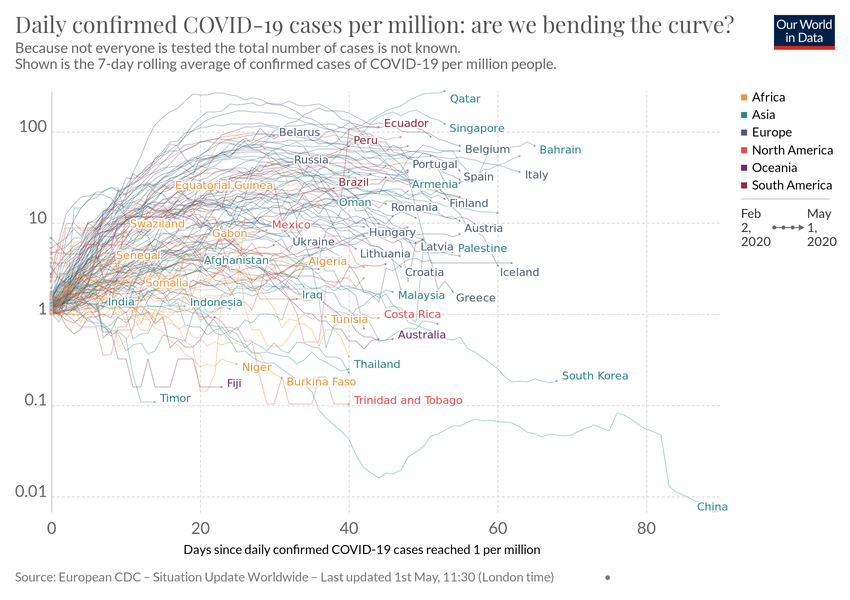 Daily confirmed COVID-19 cases per million: are we bending the curve?
Because not everyone is tested the total number of cases is not known.
Shown is the 7-day rolling average of confirmed cases of COVID-19 per million people.
Our World
in Data
Africa
Asia
Europe
North America
Oceania
South America
Feb
2,
2020
May
1,
2020
100
10
1
0.1
0.01
Qatar
Ecuador
Singapore
Belarus
Peru
Belgium
Bahrain
Russia
Portugal
Spain
Italy
Equatorial Guinea
Brazil
Armenia
Oman
Romania
Finland
Swaziland
Gabon
Mexico
Hungary
Austria
Ukraine
Latvia
Palestine
Senegal
Afghanistan
Algeria
Lithuania
Croatia
Iceland
Somalia
India
Indonesia
Iraq
Malaysia
Greece
Tunisia
Costa Rica
Australia
Niger
Thailand
Fiji
Burkina Faso
South Korea
Timor
Trinidad and Tobago
China
0
20
40
60
80
Days since daily confirmed COVID-19 cases reached 1 per million
Source: European CDC – Situation Update Worldwide – Last updated 1st May, 11:30 (London time)